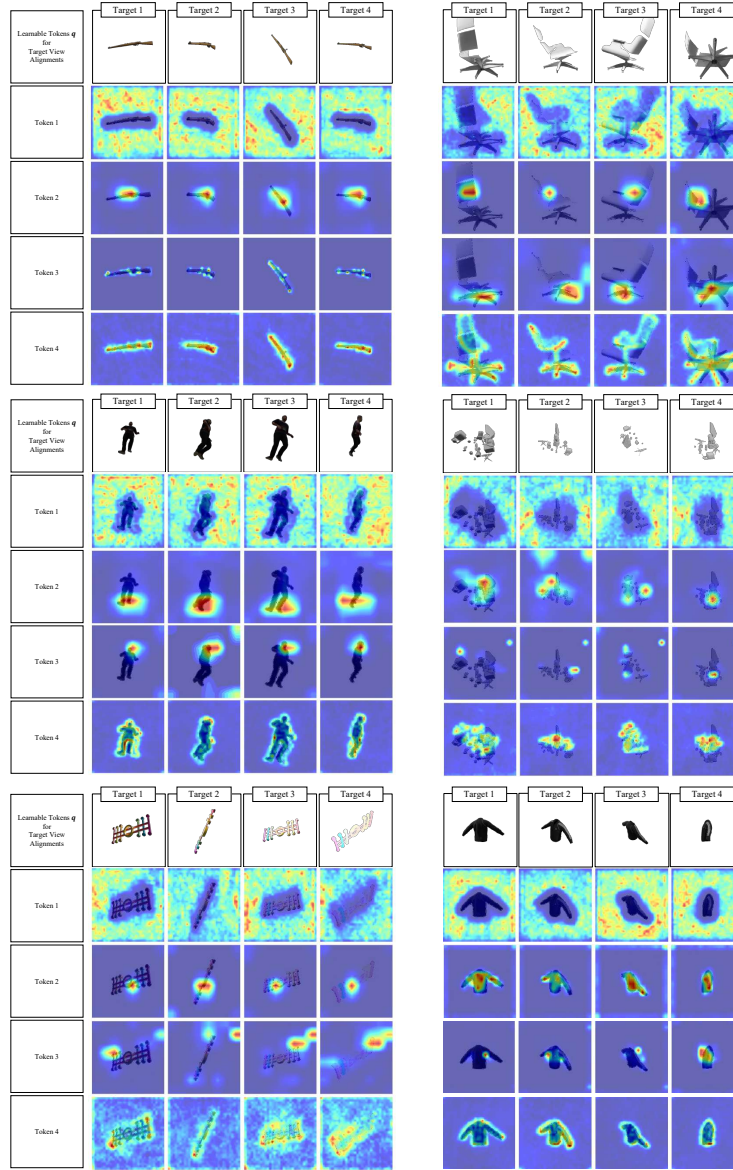 Target 1 Target 2 Target 3 Target 4
Learnable Tokens q
for
Target View
Alignments
Token 1
Token 2
Token 3
Token 4
Target 1 Target 2 Target 3 Target 4
Target 1 Target 2 Target 3 Target 4
Learnable Tokens q
for
Target View
Alignments
Token 1
Token 2
Token 3
Token 4
Target 1 Target 2 Target 3 Target 4
Target 1 Target 2 Target 3 Target 4
Learnable Tokens q
for
Target View
Alignments
Token 1
Token 2
Token 3
Token 4
Target 1 Target 2 Target 3 Target 4